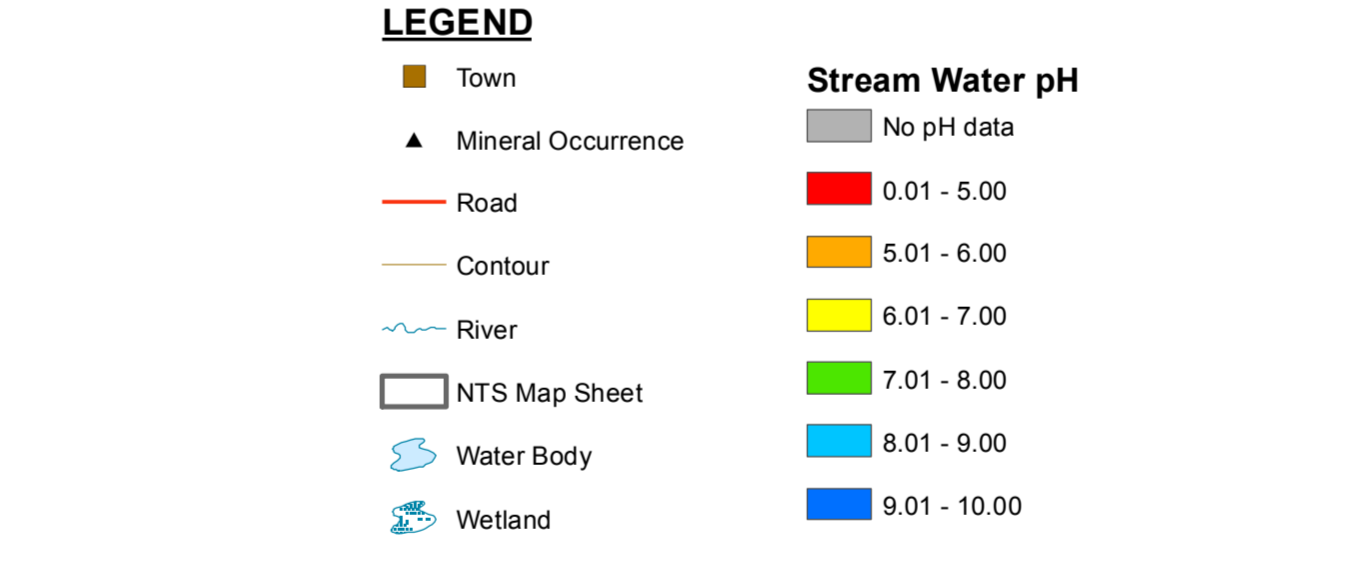 LEGEND
Town
Mineral Occurrence
Road
Contour
River
NTS Map Sheet
Water Body
Wetland
Stream Water pH
No pH data
0.01 - 5.00
5.01 - 6.00
6.01 - 7.00
7.01 - 8.00
8.01 - 9.00
9.01 - 10.00